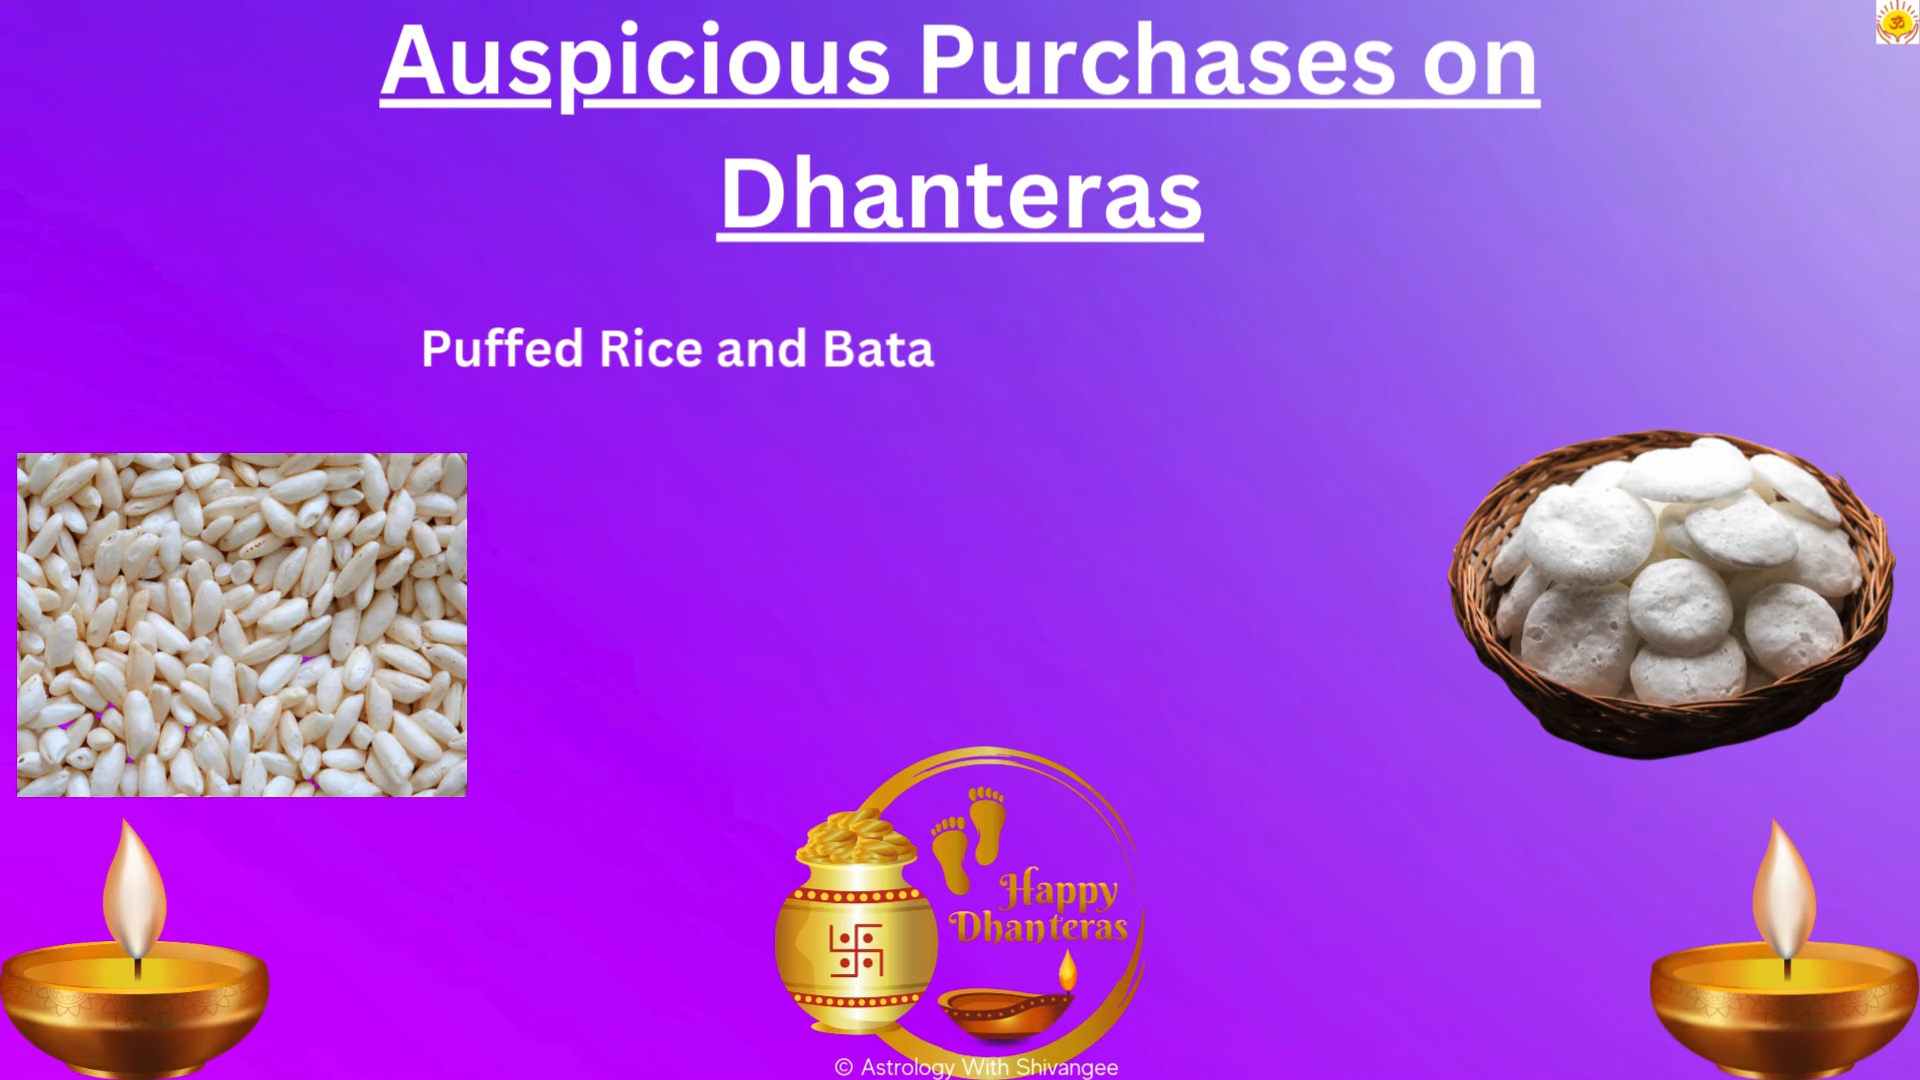 Auspicious Purchases on
Dhanteras
Puffed Rice and Bata
Happy
Dhanteras
© Astrology With Shivangee
ॐ